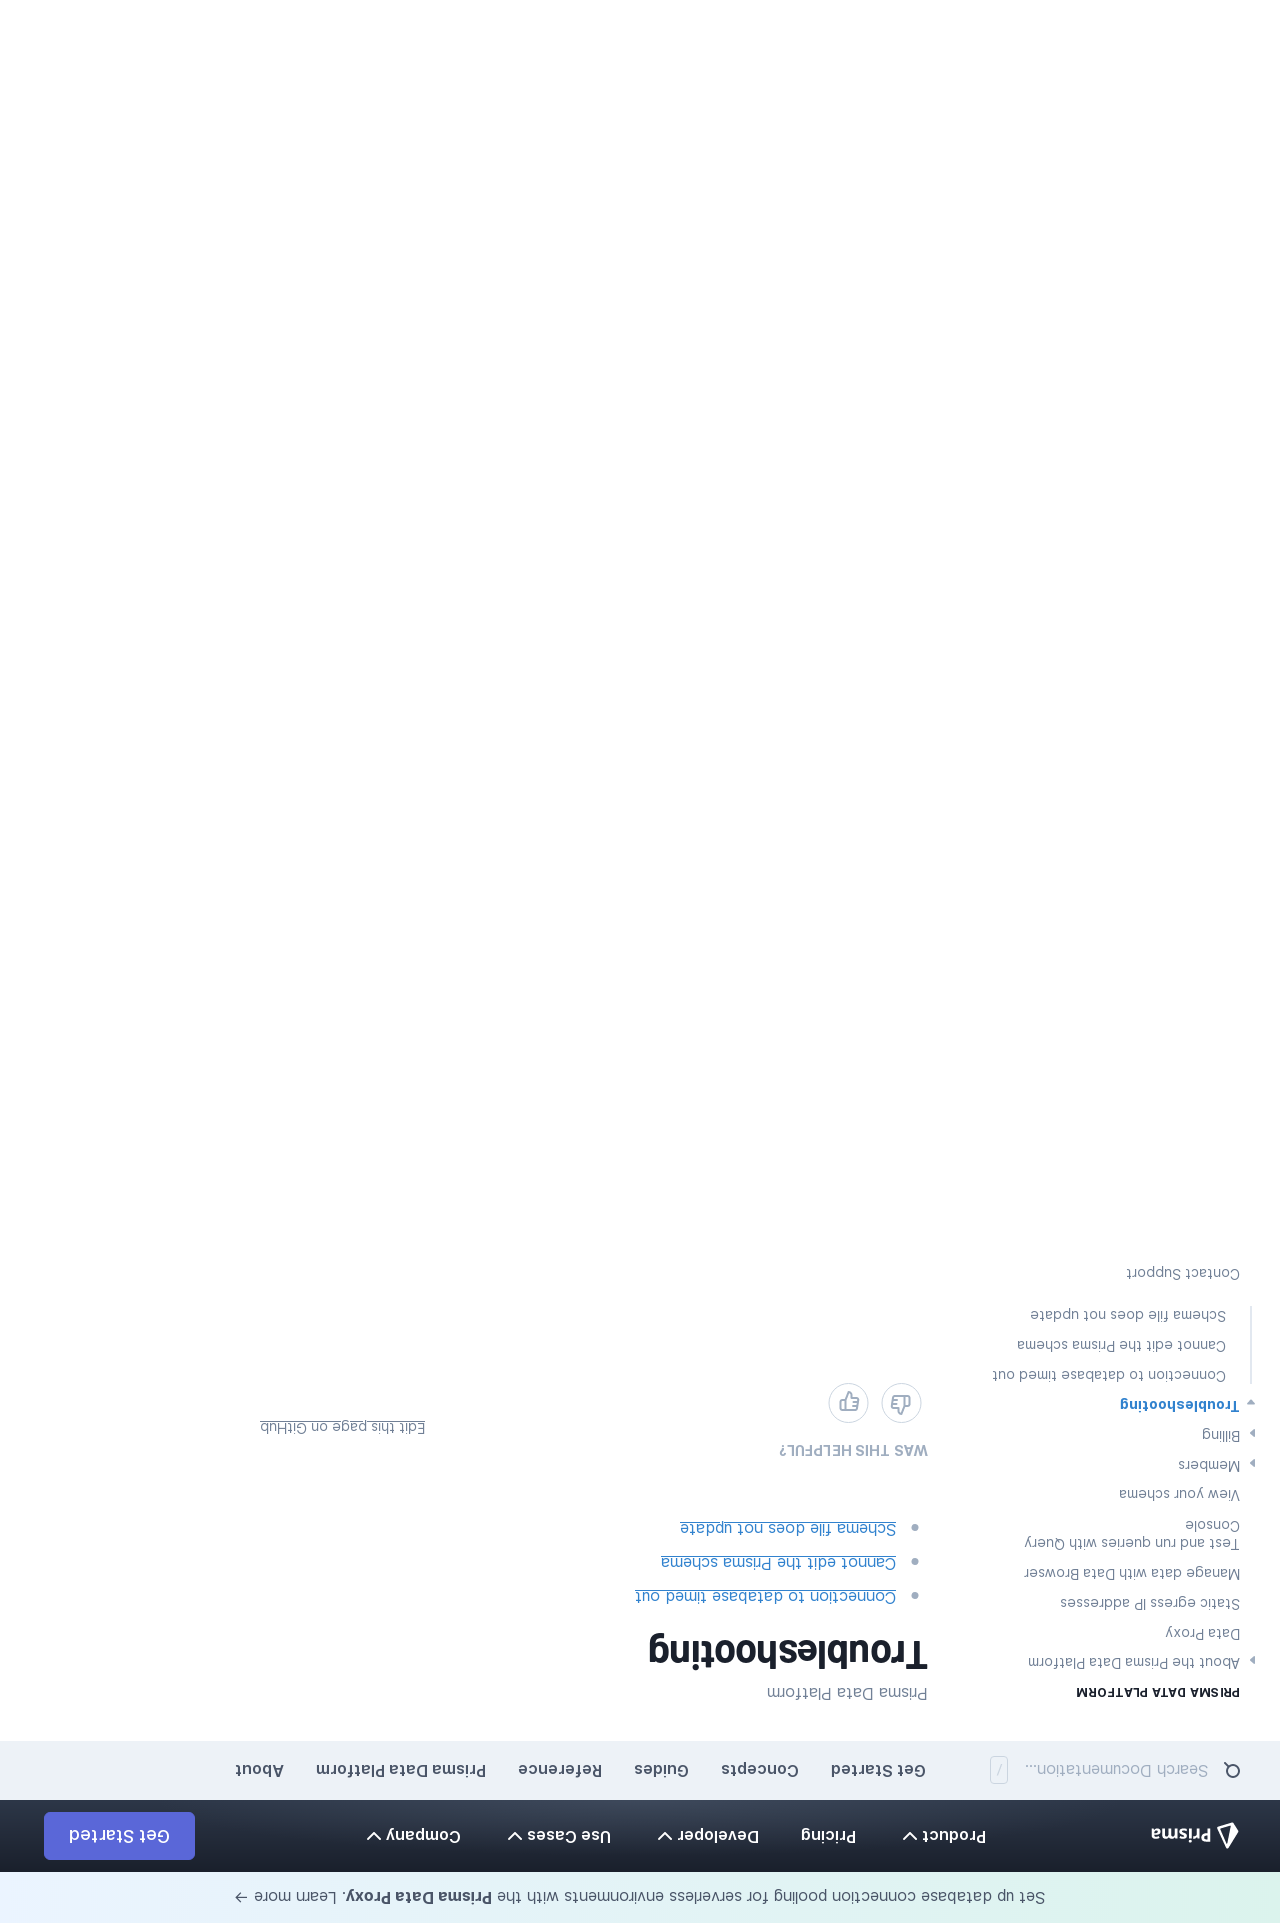 Set up database connection pooling for serverless environments with the Prisma Data Proxy. Learn more →
Prisma
Product
Pricing
Developer
Use Cases
Company
Get Started
Search Documentation...
/
Get Started
Concepts
Guides
Reference
Prisma Data Platform
About
PRISMA DATA PLATFORM
About the Prisma Data Platform
Data Proxy
Static egress IP addresses
Manage data with Data Browser
Test and run queries with Query
Console
View your schema
Members
Billing
Troubleshooting
Connection to database timed out
Cannot edit the Prisma schema
Schema file does not update
Contact Support
Prisma Data Platform
Troubleshooting
Connection to database timed out
Cannot edit the Prisma schema
Schema file does not update
WAS THIS HELPFUL?
Edit this page on GitHub